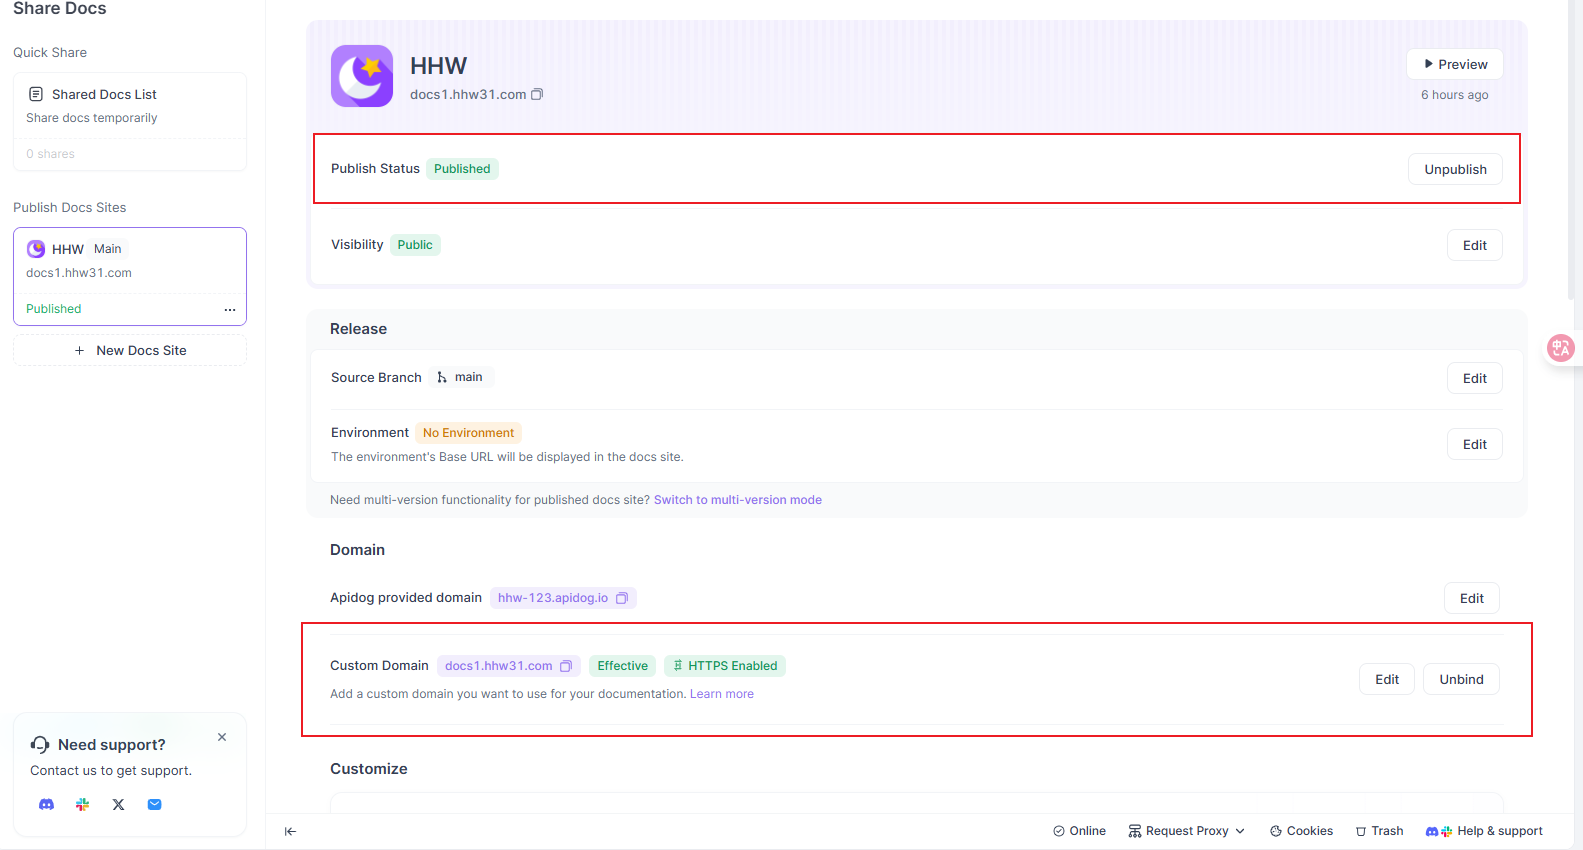 Share Docs
Quick Share
Shared Docs List
Share docs temporarily
0 shares
Publish Docs Sites
HHW Main
docs1.hhw31.com
Published
New Docs Site
Need support?
Contact us to get support.
HHW
docs1.hhw31.com
Preview
6 hours ago
Publish Status Published
Unpublish
Visibility Public
Edit
Release
Source Branch main
Edit
Environment No Environment
The environment's Base URL will be displayed in the docs site.
Edit
Need multi-version functionality for published docs site? Switch to multi-version mode
Domain
Apidog provided domain hhw-123.apidog.io
Edit
Custom Domain docs1.hhw31.com Effective HTTPS Enabled
Add a custom domain you want to use for your documentation. Learn more
Edit Unbind
Customize
Online Request Proxy Cookies Trash Help & support
中 A